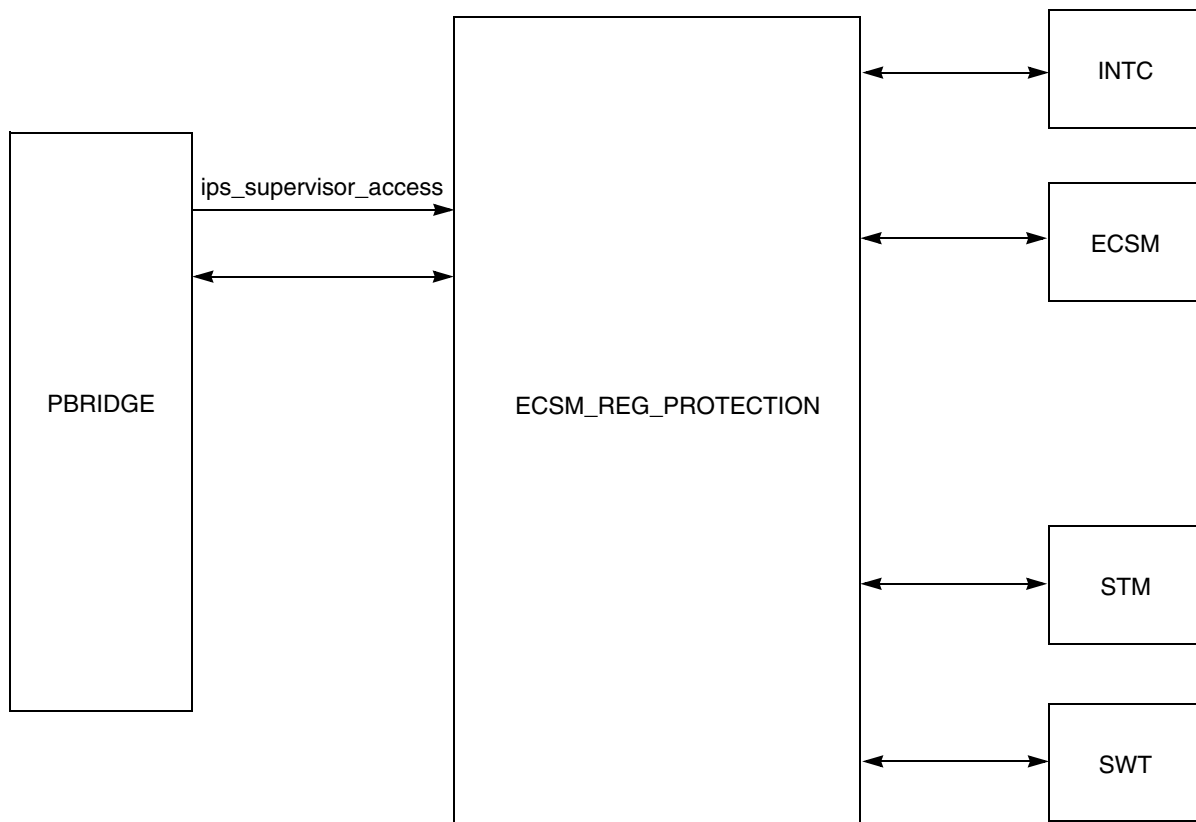 INTC
ips_supervisor_access
ECSM
PBRIDGE
ECSM_REG_PROTECTION
STM
SWT